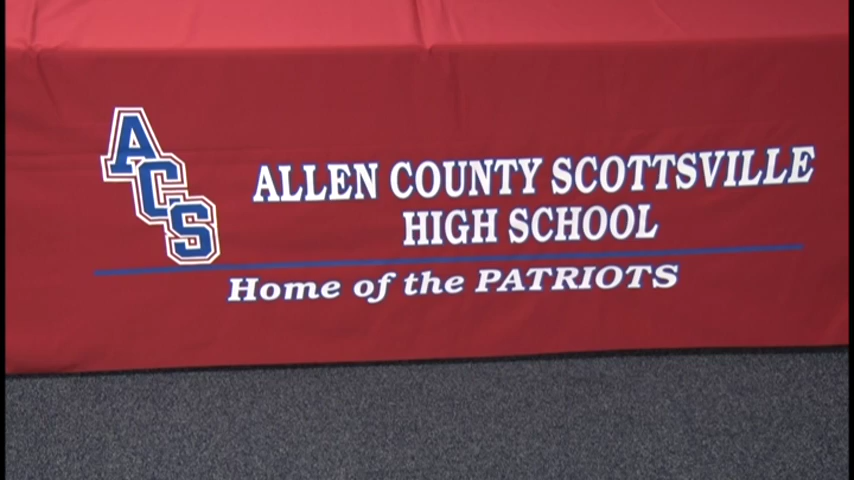 ACS
ALLEN COUNTY SCOTTSVILLE
HIGH SCHOOL
Home of the PATRIOTS